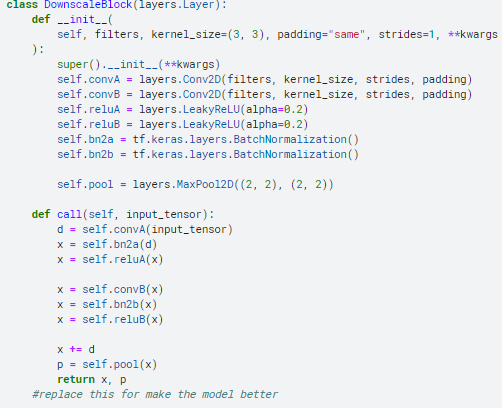 class DownscaleBlock(layers.Layer):
    def __init__(
        self, filters, kernel_size=(3, 3), padding="same", strides=1, **kwargs
    ):
        super().__init__(**kwargs)
        self.convA = layers.Conv2D(filters, kernel_size, strides, padding)
        self.convB = layers.Conv2D(filters, kernel_size, strides, padding)
        self.reluA = layers.LeakyReLU(alpha=0.2)
        self.reluB = layers.LeakyReLU(alpha=0.2)
        self.bn2a = tf.keras.layers.BatchNormalization()
        self.bn2b = tf.keras.layers.BatchNormalization()

        self.pool = layers.MaxPool2D((2, 2), (2, 2))

    def call(self, input_tensor):
        d = self.convA(input_tensor)
        x = self.bn2a(d)
        x = self.reluA(x)

        x = self.convB(x)
        x = self.bn2b(x)
        x = self.reluB(x)

        x += d
        p = self.pool(x)
        return x, p
    #replace this for make the model better